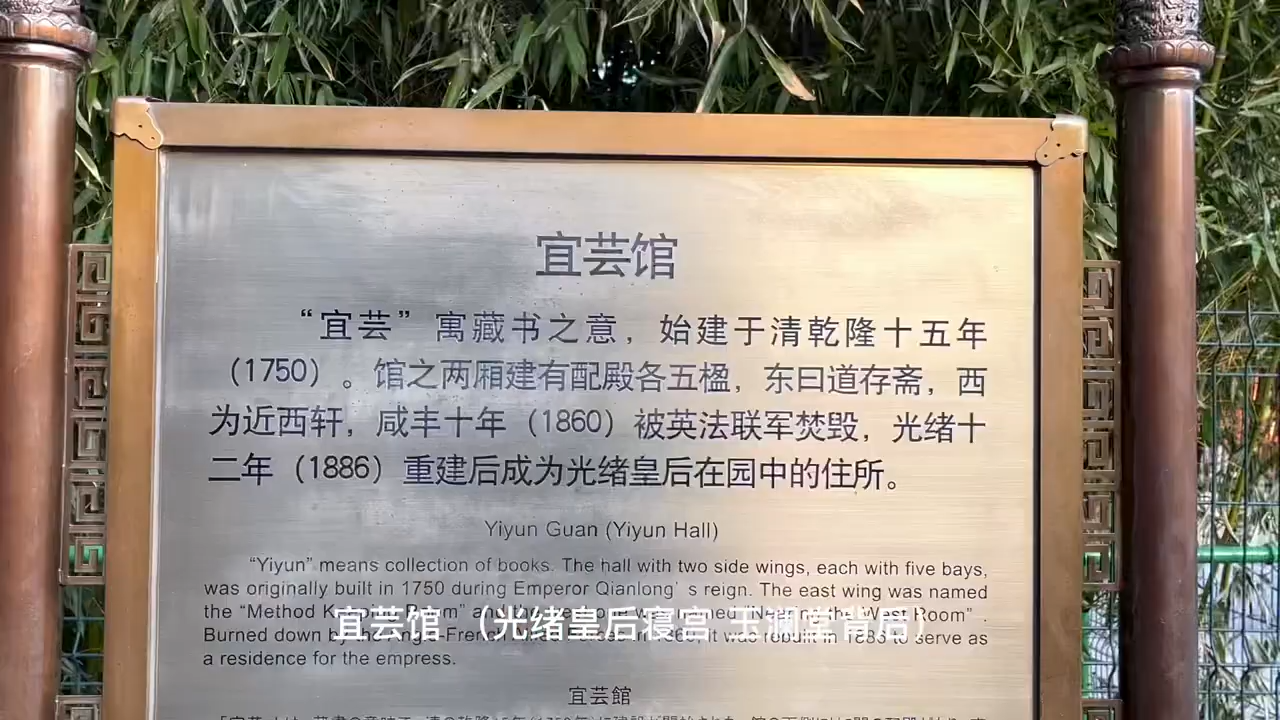 宜芸馆
“宜芸”寓藏书之意，始建于清乾隆十五年
（1750）。馆之两厢建有配殿各五楹，东曰道存斋，西
为近西轩，咸丰十年（1860）被英法联军焚毁，光绪十
二年（1886）重建后成为光绪皇后在园中的住所。
Yiyun Guan (Yiyun Hall)
“Yiyun” means collection of books. The hall with two side wings, each with five bays,
was originally built in 1750 during Emperor Qianlong’s reign. The east wing was named
the “Method K Room” “Near the West Room”.
宜芸馆 （光绪皇后寝宫 玉澜堂背后）
Burned down by it was rebuilt in 1886 to serve as
a residence for the empress.
宜芸館